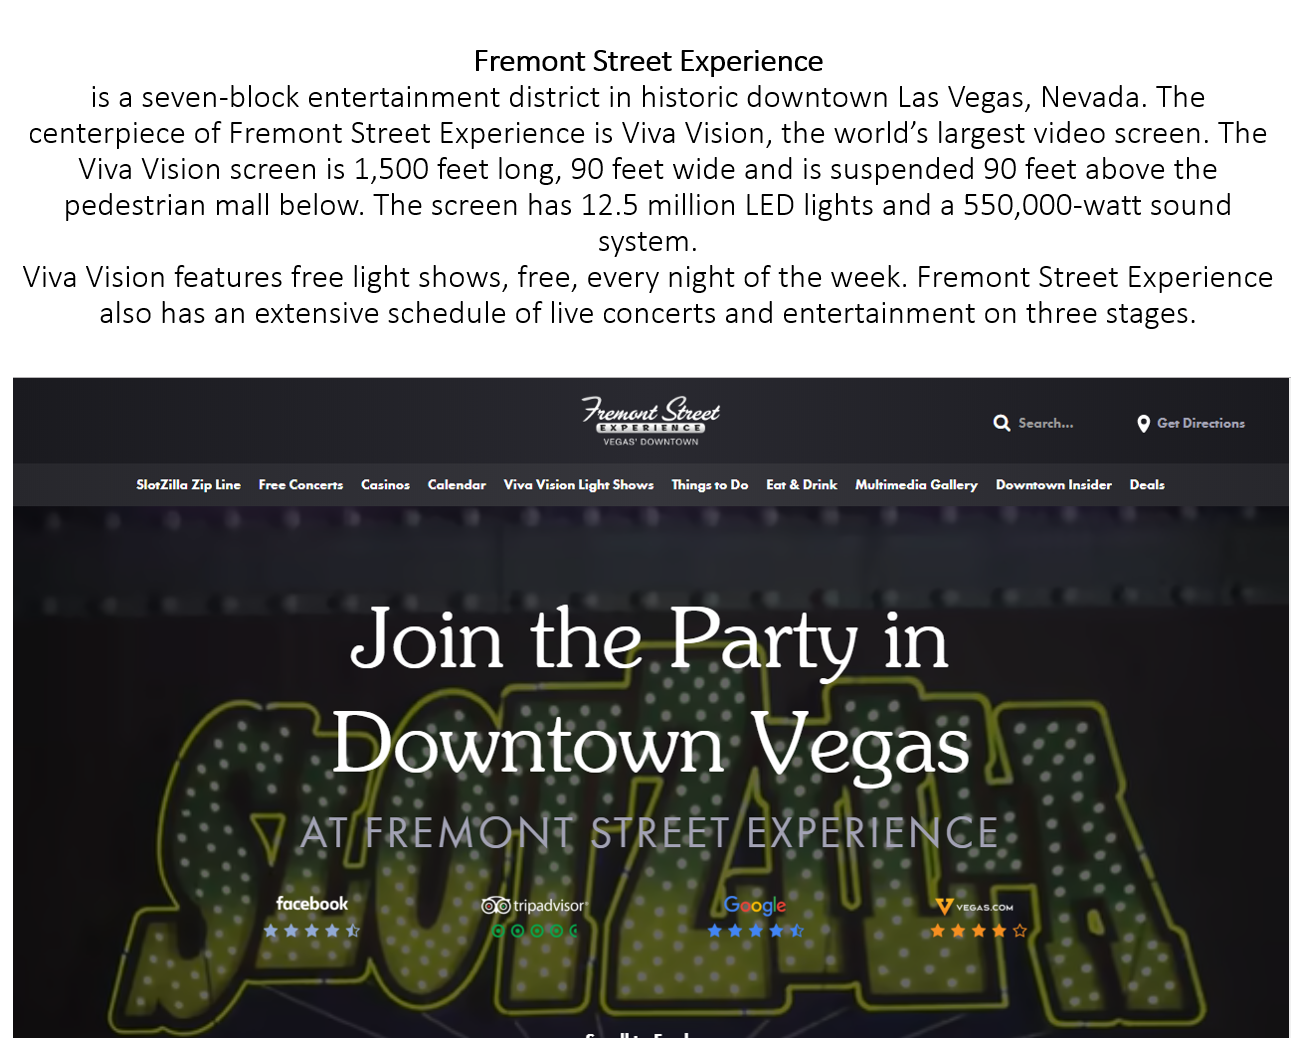 Fremont Street Experience
is a seven-block entertainment district in historic downtown Las Vegas, Nevada. The
centerpiece of Fremont Street Experience is Viva Vision, the world’s largest video screen. The
Viva Vision screen is 1,500 feet long, 90 feet wide and is suspended 90 feet above the
pedestrian mall below. The screen has 12.5 million LED lights and a 550,000-watt sound
system.
Viva Vision features free light shows, free, every night of the week. Fremont Street Experience
also has an extensive schedule of live concerts and entertainment on three stages.
Fremont Street
EXPERIENCE
VEGAS' DOWNTOWN
Search...
Get Directions
SlotZilla Zip Line Free Concerts Casinos Calendar Viva Vision Light Shows Things to Do Eat & Drink Multimedia Gallery Downtown Insider Deals
Join the Party in
Downtown Vegas
AT FREMONT STREET EXPERIENCE
SLOTZILLA
facebook tripadvisor Google VEGAS.COM